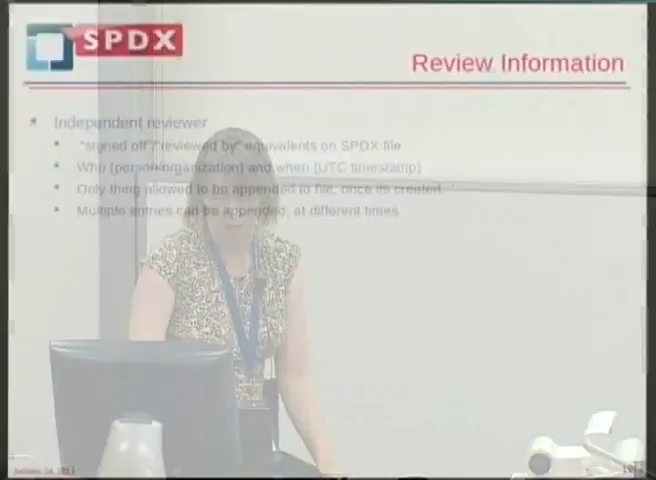 SPDX
Review Information
Independent reviewer
"signed off"/"reviewed by" equivalents on SPDX file
Who (person/organization) and when (UTC timestamp)
Only thing allowed to be appended to file, once its created.
Multiple entries can be appended, at different times.